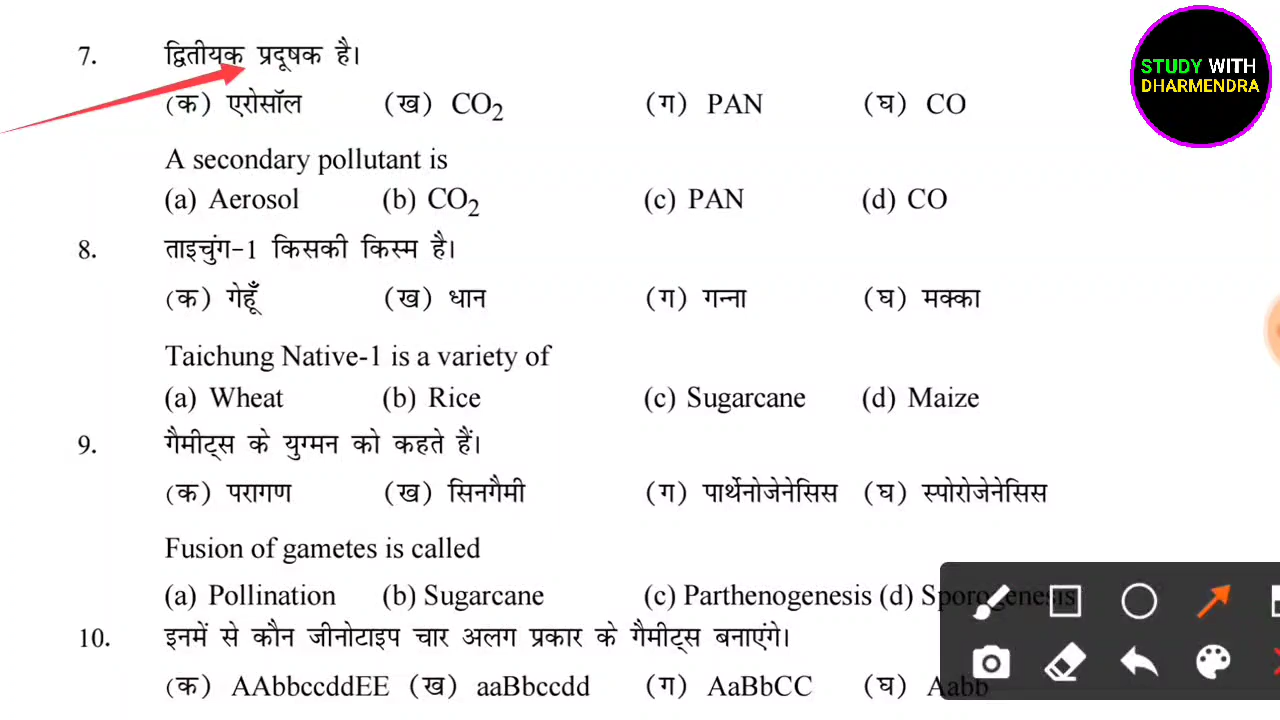 STUDY WITH
DHARMENDRA
7. द्वितीयक प्रदूषक है।
(क) एरोसॉल (ख) CO₂ (ग) PAN (घ) CO
A secondary pollutant is
(a) Aerosol (b) CO₂ (c) PAN (d) CO
8. ताइचुंग-1 किसकी किस्म है।
(क) गेहूँ (ख) धान (ग) गन्ना (घ) मक्का
Taichung Native-1 is a variety of
(a) Wheat (b) Rice (c) Sugarcane (d) Maize
9. गैमीट्स के युग्मन को कहते हैं।
(क) परागण (ख) सिनगैमी (ग) पार्थेनोजेनेसिस (घ) स्पोरोजेनेसिस
Fusion of gametes is called
(a) Pollination (b) Sugarcane (c) Parthenogenesis (d) Sporogenesis
10. इनमें से कौन जीनोटाइप चार अलग प्रकार के गैमीट्स बनाएंगे।
(क) AAbbccddEE (ख) aaBbccdd (ग) AaBbCC (घ) Aabb